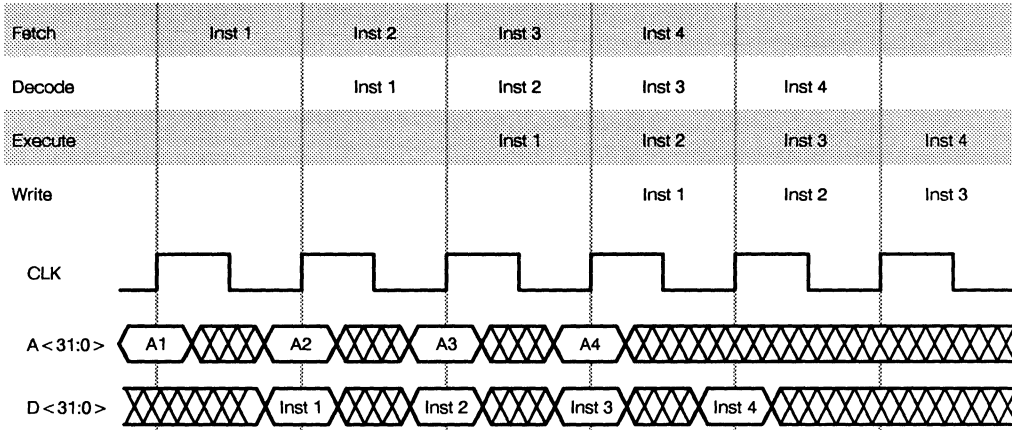 Fetch Inst 1 Inst 2 Inst 3 Inst 4
Decode Inst 1 Inst 2 Inst 3 Inst 4
Execute Inst 1 Inst 2 Inst 3 Inst 4
Write Inst 1 Inst 2 Inst 3
CLK
A<31:0> A1 A2 A3 A4
D<31:0> Inst 1 Inst 2 Inst 3 Inst 4